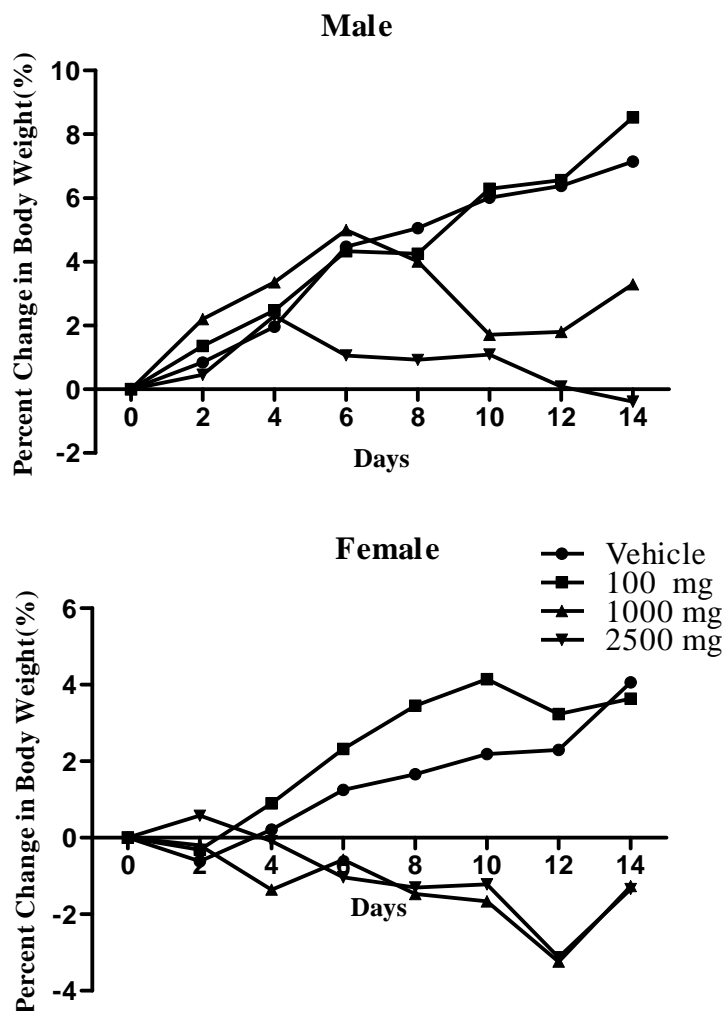 Male
Percent Change in Body Weight(%)
10
8
6
4
2
0
-2
0 2 4 6 8 10 12 14
Days
Female
Vehicle
100 mg
1000 mg
2500 mg
Percent Change in Body Weight(%)
6
4
2
0
-2
-4
0 2 4 6 8 10 12 14
Days